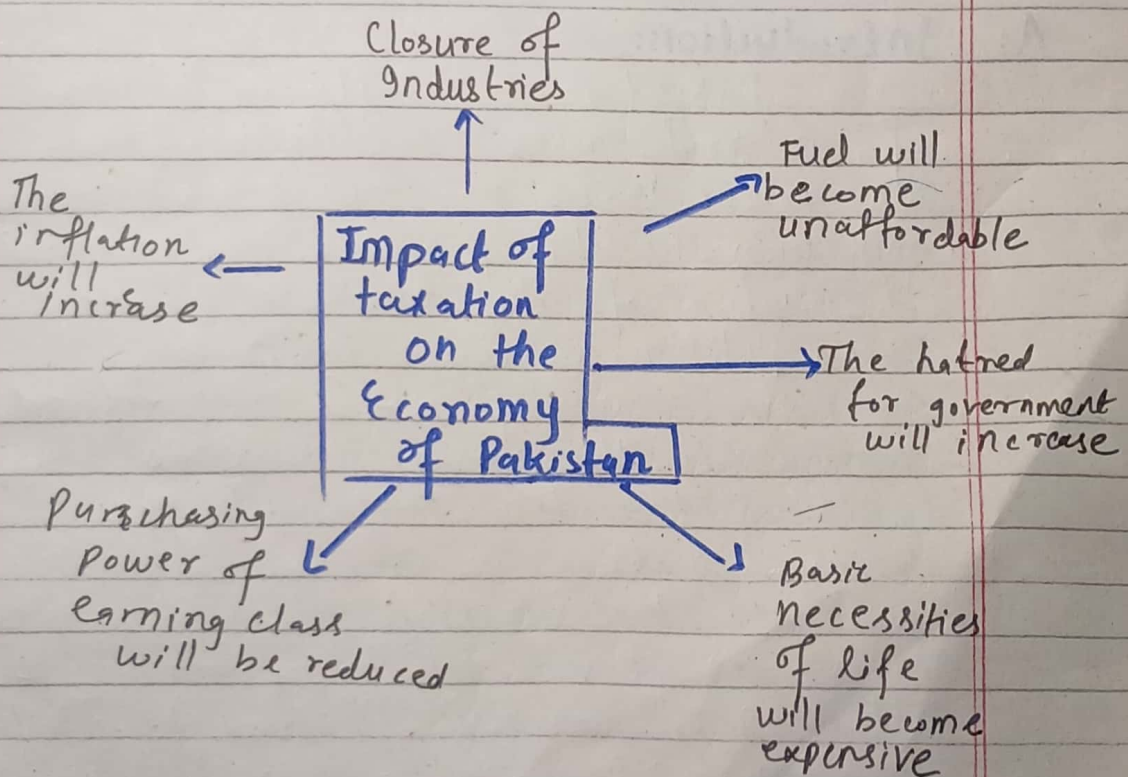 Closure of
Industries
Fuel will
become
unaffordable
The
inflation
will
increase
Impact of
taxation
on the
Economy
of Pakistan
The hatred
for government
will increase
Purchasing
Power of
earning class
will be reduced
Basic
necessities
of life
will become
expensive